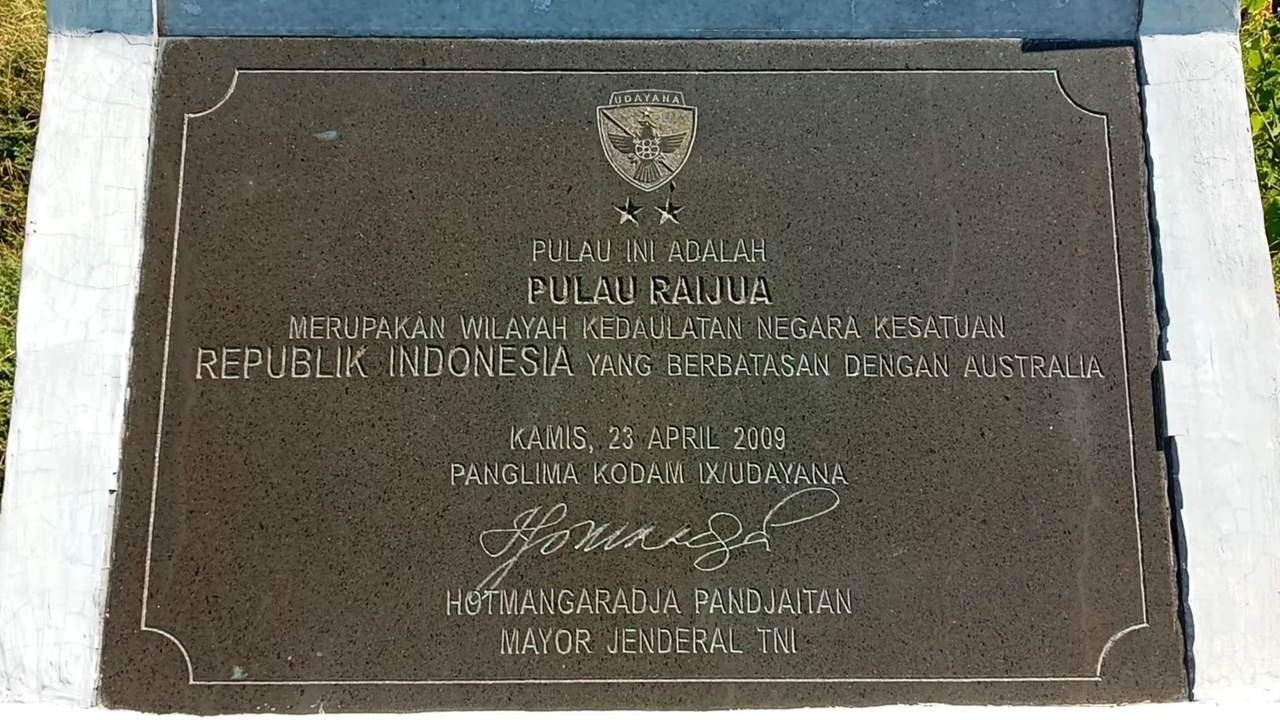 UDAYANA
PULAU INI ADALAH
PULAU RAIJUA
MERUPAKAN WILAYAH KEDAULATAN NEGARA KESATUAN
REPUBLIK INDONESIA YANG BERBATASAN DENGAN AUSTRALIA
KAMIS, 23 APRIL 2009
PANGLIMA KODAM IX/UDAYANA
HOTMANGARADJA PANDJAITAN
MAYOR JENDERAL TNI